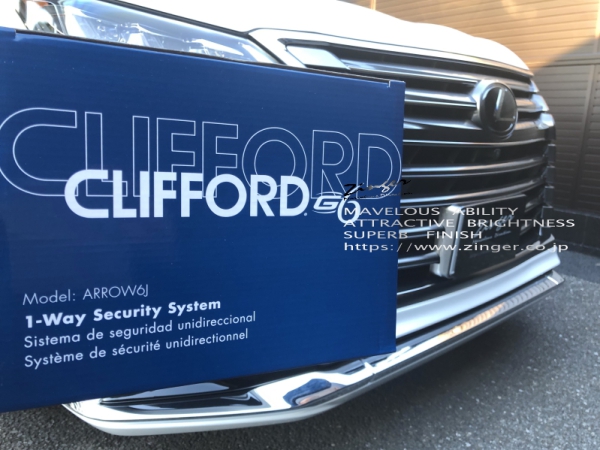 CLIFFORD
CLIFFORD® G6
MAVELOUS ABILITY
ATTRACTIVE BRIGHTNESS
SUPERB FINISH
https://www.zinger.co.jp
Model: ARROW6J
1-Way Security System
Sistema de seguridad unidireccional
Système de sécurité unidirectionnel